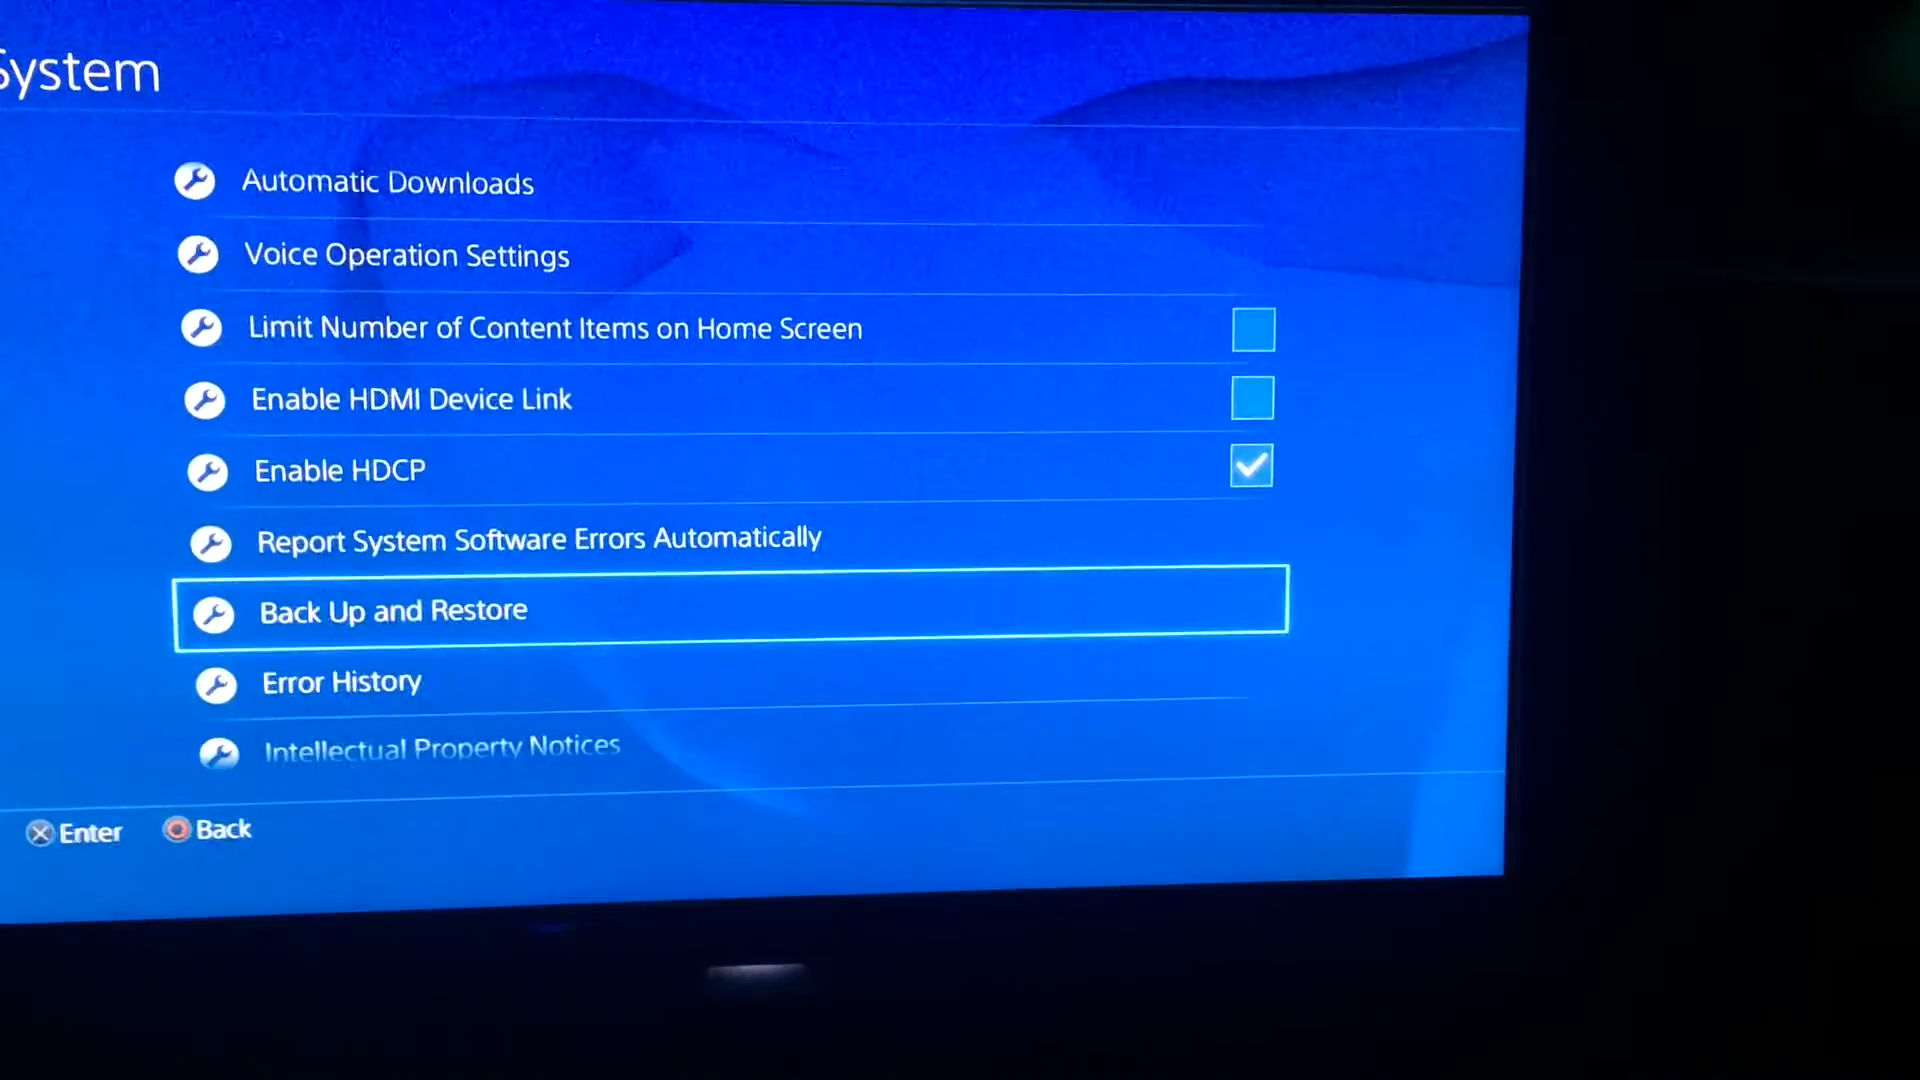 System
Automatic Downloads
Voice Operation Settings
Limit Number of Content Items on Home Screen
Enable HDMI Device Link
Enable HDCP
Report System Software Errors Automatically
Back Up and Restore
Error History
Intellectual Property Notices
Enter Back